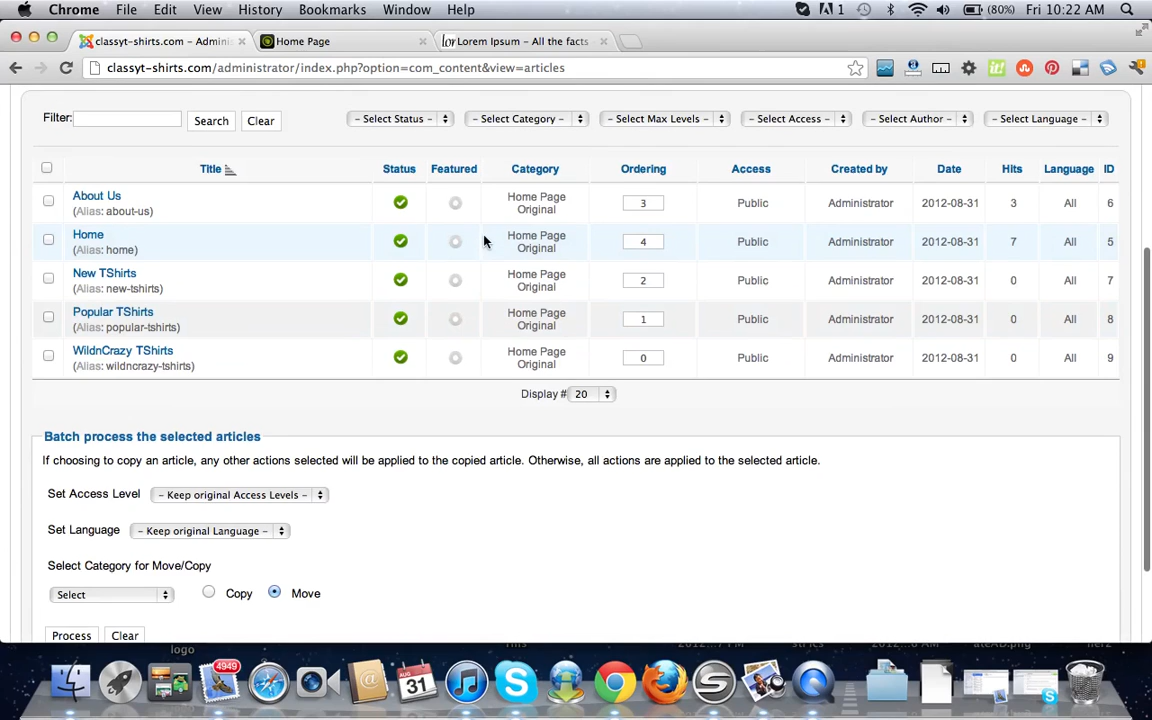 Chrome File Edit View History Bookmarks Window Help 1 (80%) Fri 10:22 AM
classyt-shirts.com - Adminis Home Page Lorem Ipsum - All the facts
classyt-shirts.com/administrator/index.php?option=com_content&view=articles
Filter: Search Clear - Select Status - - Select Category - - Select Max Levels - - Select Access - - Select Author - - Select Language -
Title Status Featured Category Ordering Access Created by Date Hits Language ID
About Us Home Page 3 Public Administrator 2012-08-31 3 All 6
(Alias: about-us) Original
Home Home Page 4 Public Administrator 2012-08-31 7 All 5
(Alias: home) Original
New TShirts Home Page 2 Public Administrator 2012-08-31 0 All 7
(Alias: new-tshirts) Original
Popular TShirts Home Page 1 Public Administrator 2012-08-31 0 All 8
(Alias: popular-tshirts) Original
WildnCrazy TShirts Home Page 0 Public Administrator 2012-08-31 0 All 9
(Alias: wildncrazy-tshirts) Original
Display # 20
Batch process the selected articles
If choosing to copy an article, any other actions selected will be applied to the copied article. Otherwise, all actions are applied to the selected article.
Set Access Level - Keep original Access Levels -
Set Language - Keep original Language -
Select Category for Move/Copy
Select Copy Move
Process Clear
logo
4949
31